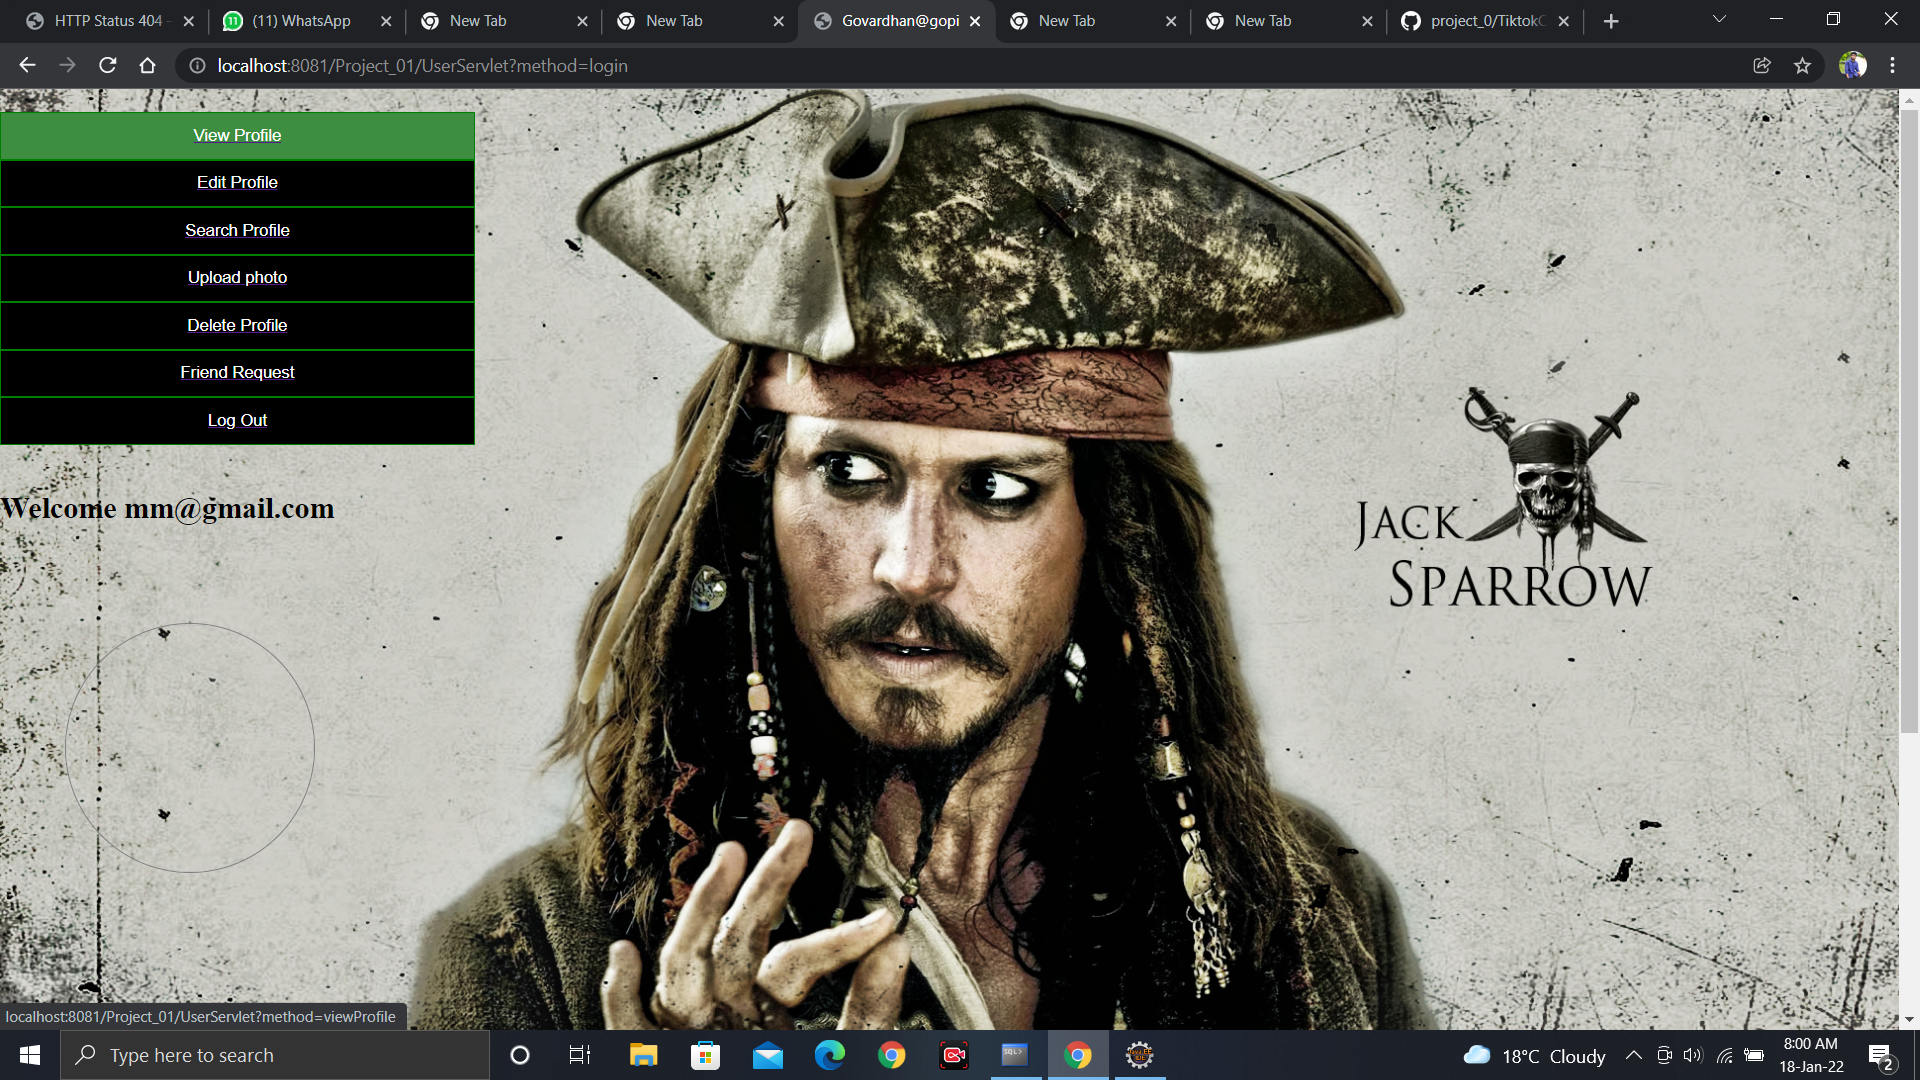 HTTP Status 404 -
(11) WhatsApp
New Tab
New Tab
Govardhan@gopi
New Tab
New Tab
project_0/Tiktok
localhost:8081/Project_01/UserServlet?method=login
View Profile
Edit Profile
Search Profile
Upload photo
Delete Profile
Friend Request
Log Out
Welcome mm@gmail.com
JACK
SPARROW
localhost:8081/Project_01/UserServlet?method=viewProfile
Type here to search
SQL>
18°C Cloudy
8:00 AM
18-Jan-22
2